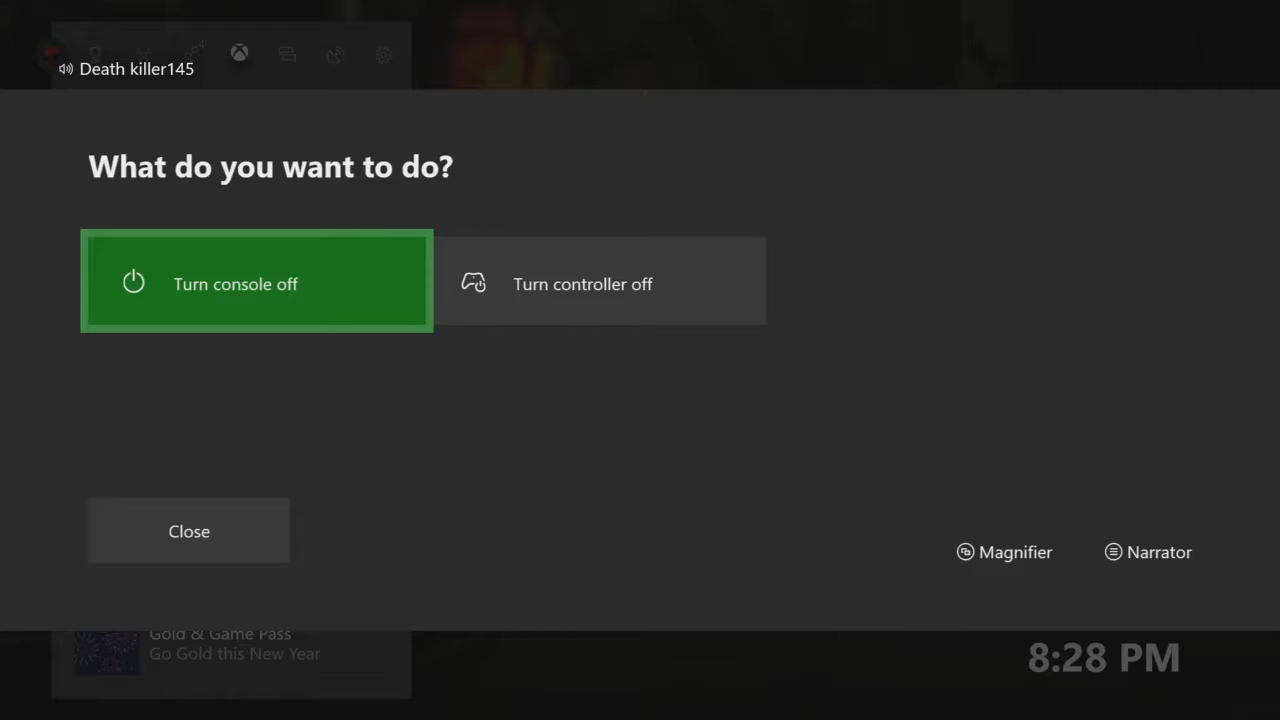 Death killer145
What do you want to do?
Turn console off
Turn controller off
Close
Magnifier
Narrator
Gold & Game Pass
Go Gold this New Year
8:28 PM